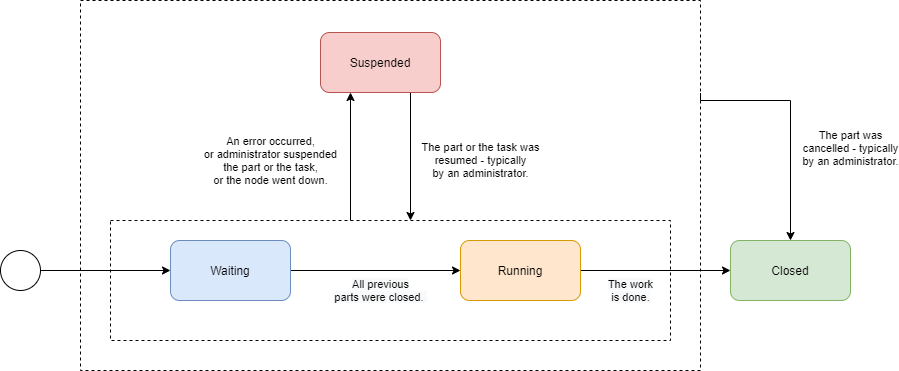 Suspended
An error occurred,
or administrator suspended
the part or the task,
or the node went down.
The part or the task was
resumed - typically
by an administrator.
The part was
cancelled - typically
by an administrator.
Waiting
All previous
parts were closed.
Running
The work
is done.
Closed